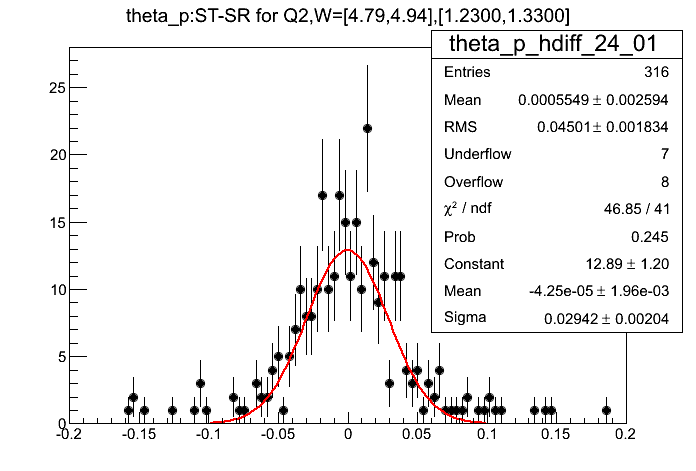 theta_p:ST-SR for Q2,W=[4.79,4.94],[1.2300,1.3300]
theta_p_hdiff_24_01
Entries 316
Mean 0.0005549 ± 0.002594
RMS 0.04501 ± 0.001834
Underflow 7
Overflow 8
χ² / ndf 46.85 / 41
Prob 0.245
Constant 12.89 ± 1.20
Mean -4.25e-05 ± 1.96e-03
Sigma 0.02942 ± 0.00204
25
20
15
10
5
0
-0.2 -0.15 -0.1 -0.05 0 0.05 0.1 0.15 0.2